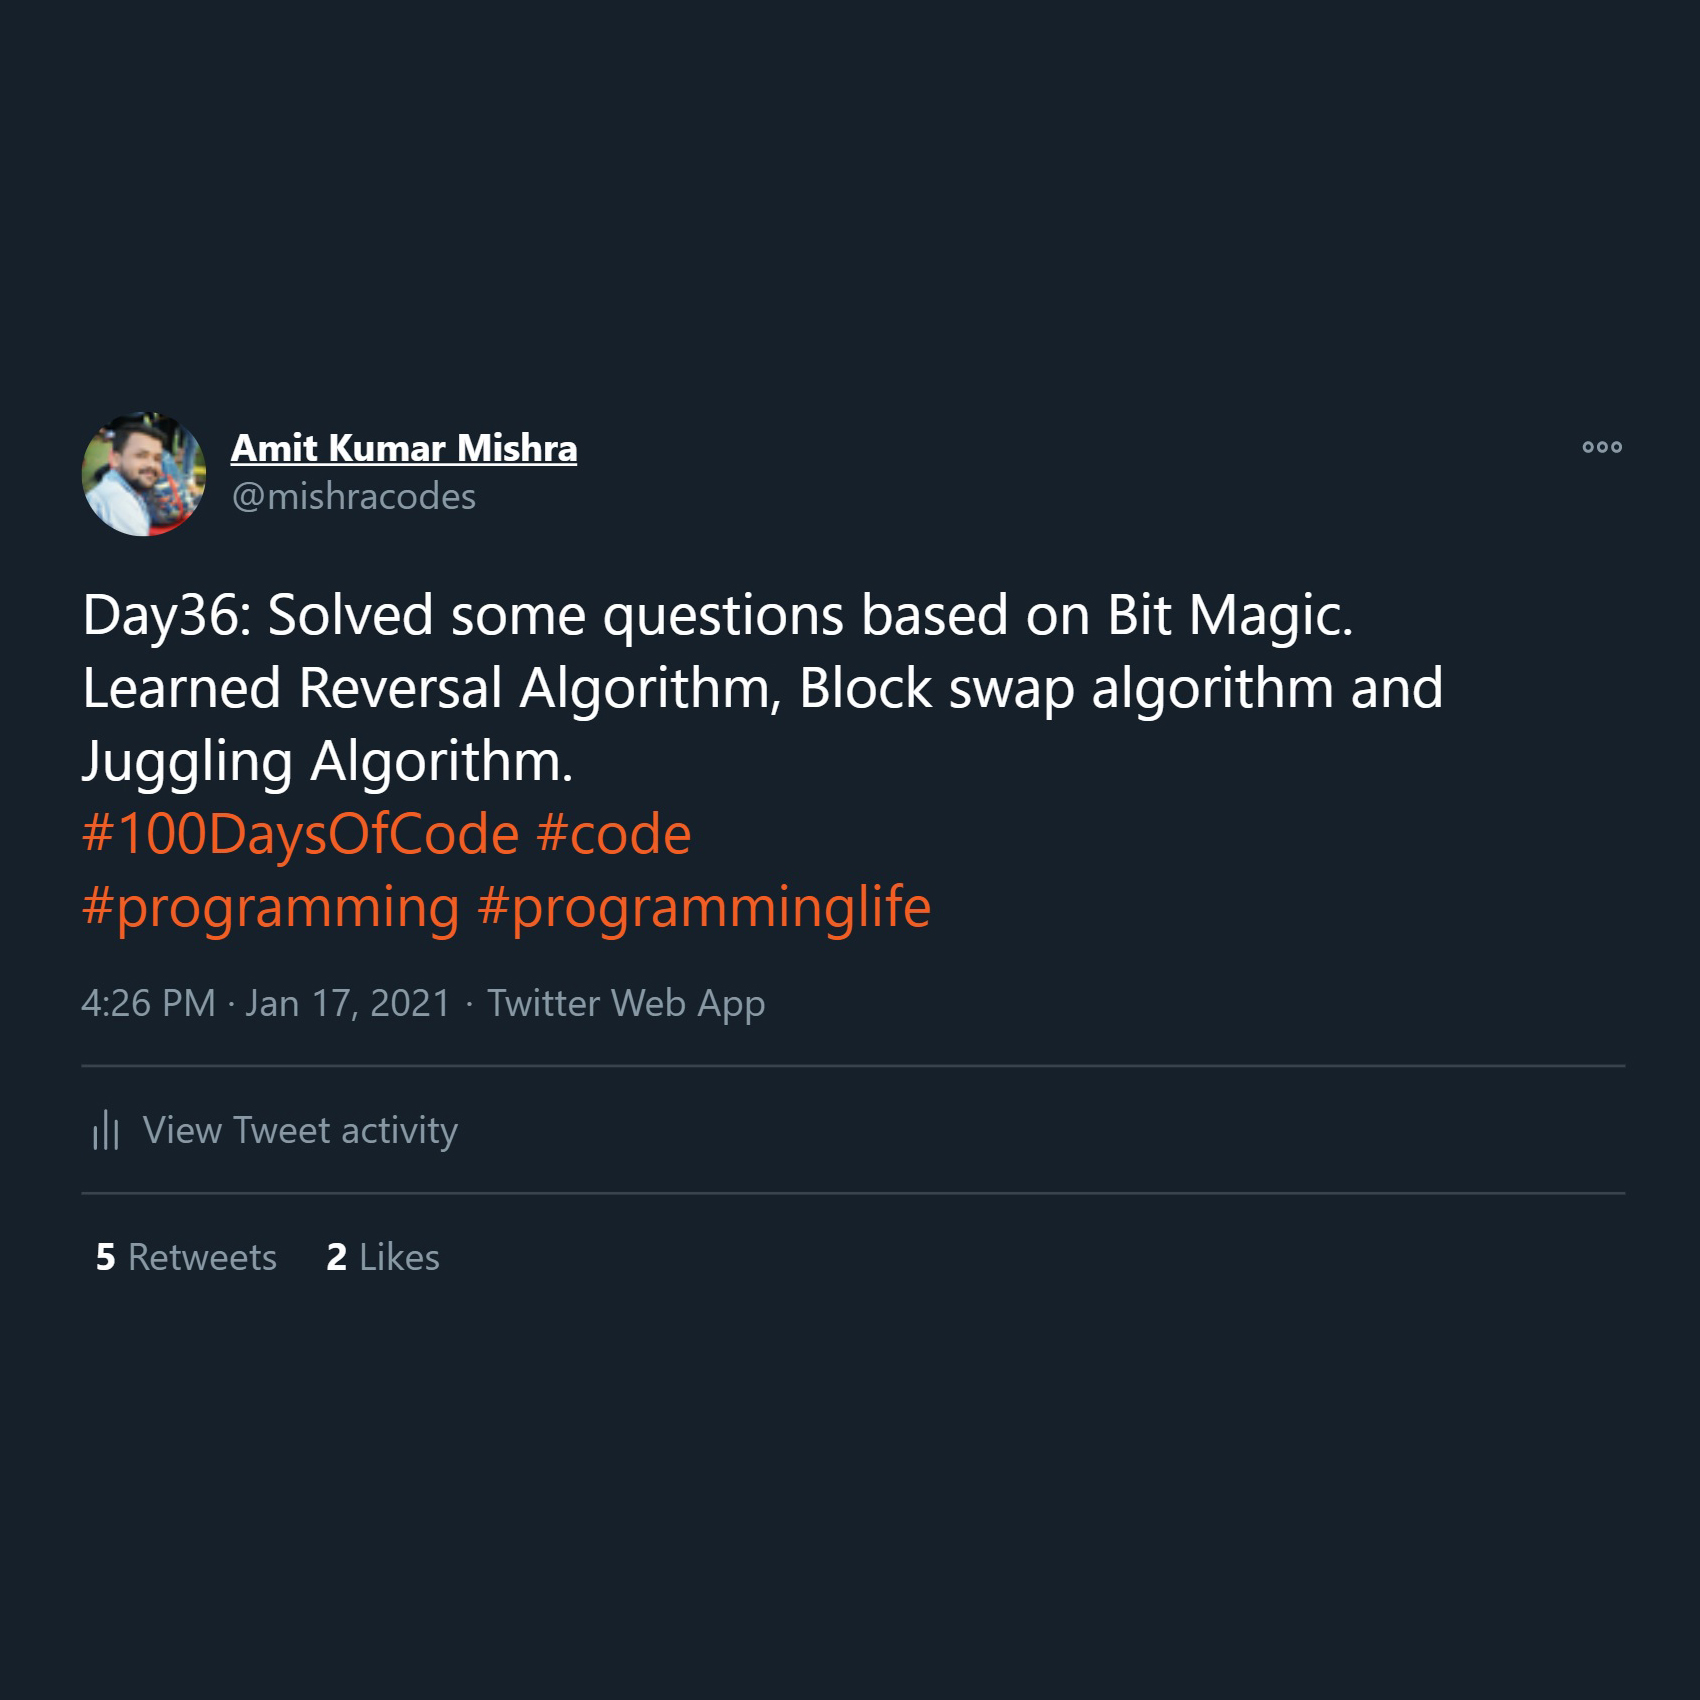 Amit Kumar Mishra
@mishracodes
Day36: Solved some questions based on Bit Magic.
Learned Reversal Algorithm, Block swap algorithm and
Juggling Algorithm.
#100DaysOfCode #code
#programming #programminglife
4:26 PM · Jan 17, 2021 · Twitter Web App
View Tweet activity
5 Retweets 2 Likes